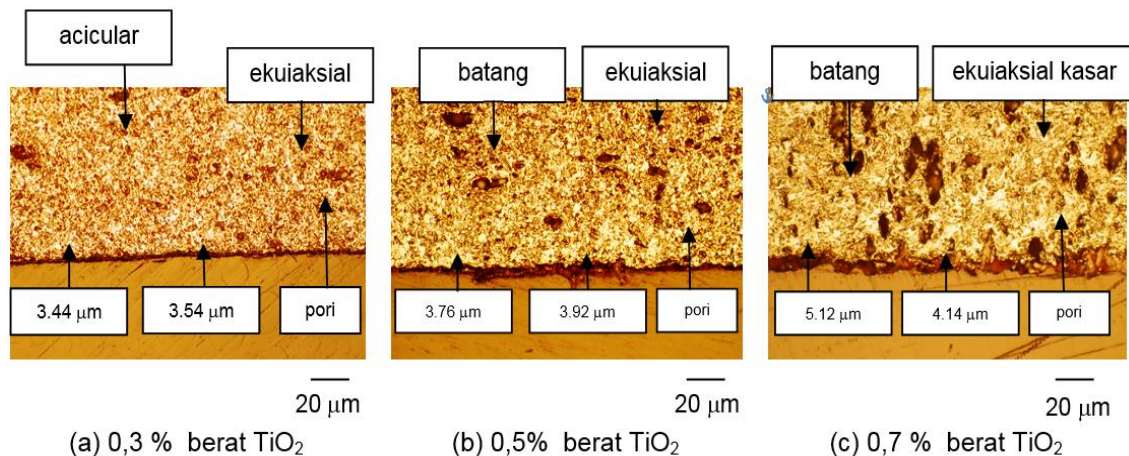 acicular
ekuiaksial
3.44 μm
3.54 μm
pori
20 μm
(a) 0,3 % berat TiO₂
batang
ekuiaksial
3.76 μm
3.92 μm
pori
20 μm
(b) 0,5% berat TiO₂
batang
ekuiaksial kasar
5.12 μm
4.14 μm
pori
20 μm
(c) 0,7 % berat TiO₂